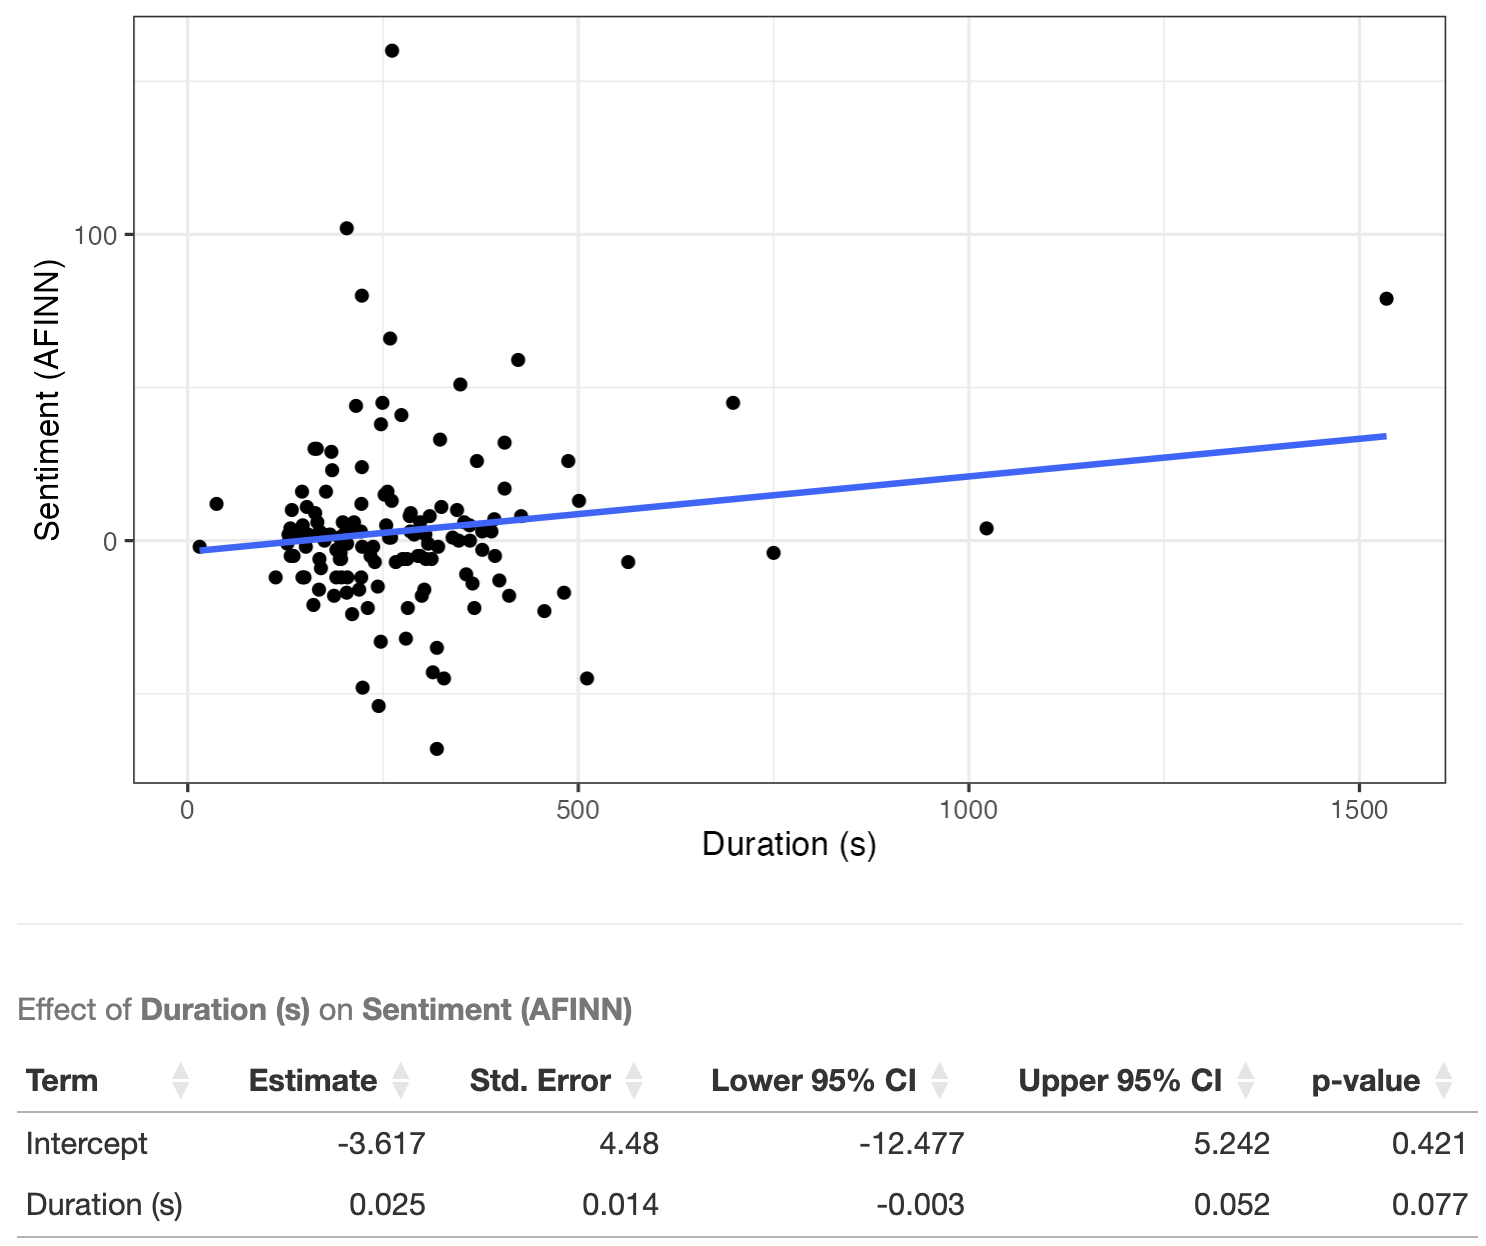 100
0
Sentiment (AFINN)
0 500 1000 1500
Duration (s)
Effect of Duration (s) on Sentiment (AFINN)
Term Estimate Std. Error Lower 95% CI Upper 95% CI p-value
Intercept -3.617 4.48 -12.477 5.242 0.421
Duration (s) 0.025 0.014 -0.003 0.052 0.077